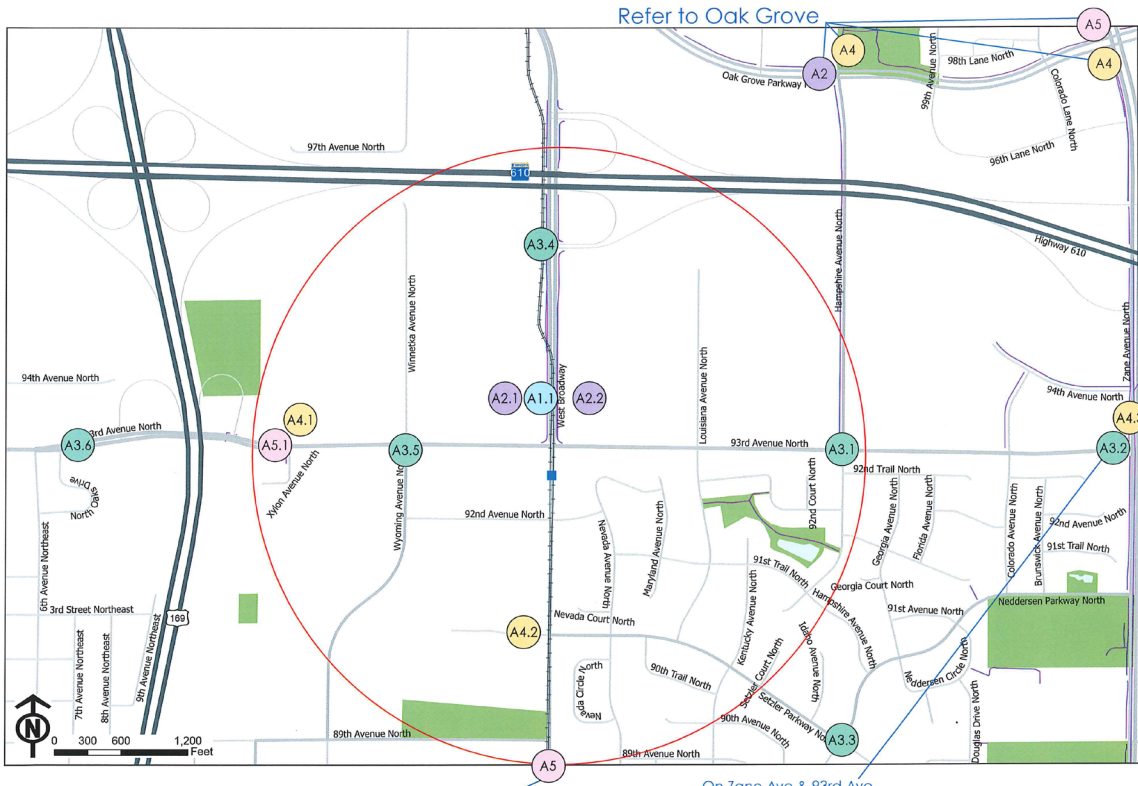 Refer to Oak Grove
A5
A4
A4
A2
98th Lane North
99th Avenue North
Colorado Lane North
Oak Grove Parkway
96th Lane North
97th Avenue North
610
Highway 610
A3.4
Hampshire Avenue North
Winnetka Avenue North
Zane Avenue North
Louisiana Avenue North
West Broadway
94th Avenue North
94th Avenue North
A2.1
A1.1
A2.2
A4.1
A3.6
3rd Avenue North
A5.1
A3.5
93rd Avenue North
A3.1
A3.2
92nd Trail North
Xylon Avenue North
North Oaks Drive
Wyoming Avenue No
92nd Avenue North
92nd Court North
92nd Avenue North
Nevada Avenue North
Maryland Avenue North
Georgia Avenue North
Florida Avenue North
Colorado Avenue North
Brunswick Avenue North
91st Trail North
91st Trail North
6th Avenue Northeast
Georgia Court North
Hampshire Avenue North
91st Avenue North
Neddersen Parkway North
3rd Street Northeast
169
7th Avenue Northeast
8th Avenue Northeast
9th Avenue Northeast
A4.2
Nevada Court North
Kentucky Avenue North
Idaho Avenue North
Setzler Court North
90th Trail North
Neddersen Circle North
Nevada Circle North
Setzler Parkway No
90th Avenue North
A3.3
Douglas Drive North
N
0 300 600 1,200
Feet
89th Avenue North
89th Avenue North
A5
On Zane Ave & 93rd Ave